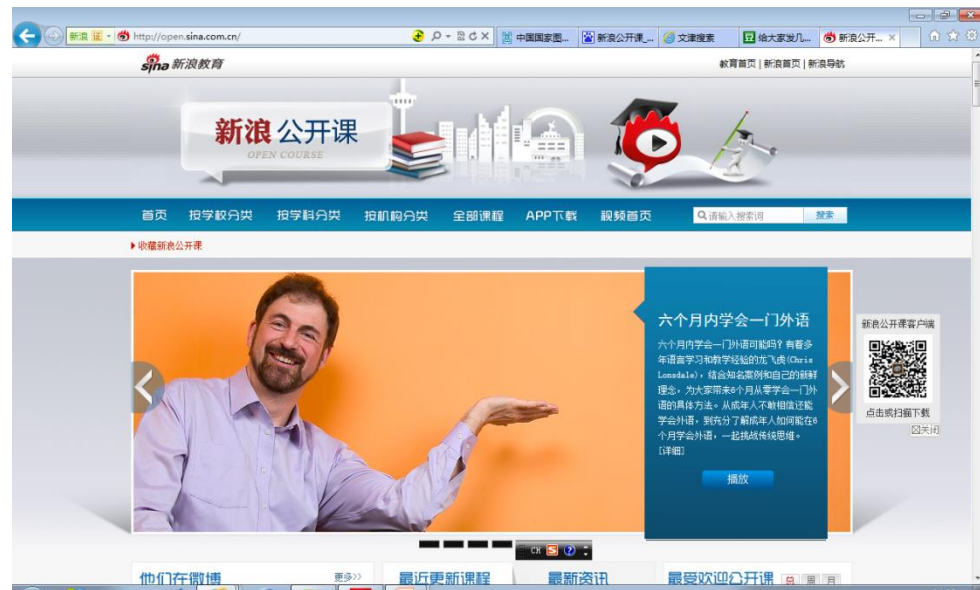 新浪 证
http://open.sina.com.cn/
中国国家图...
新浪公开课_...
文津搜索
给大家发几...
新浪公开...
sina 新浪教育
教育首页 | 新浪首页 | 新浪导航
新浪 公开课
OPEN COURSE
首页 按学校分类 按学科分类 按机构分类 全部课程 APP下载 视频首页
请输入搜索词 搜索
收藏新浪公开课
六个月内学会一门外语
六个月内学会一门外语可能吗？有着多
年语言学习和教学经验的龙飞虎(Chris
Lonsdale)，结合知名案例和自己的新鲜
理念，为大家带来6个月从零学会一门外
语的具体方法。从成年人不敢相信还能
学会外语，到充分了解成年人如何能在6
个月学会外语，一起挑战传统思维。
[详细]
播放
新浪公开课客户端
点击或扫描下载
关闭
CH S
他们在微博 更多>>
最近更新课程
最新资讯
最受欢迎公开课 总 周 月